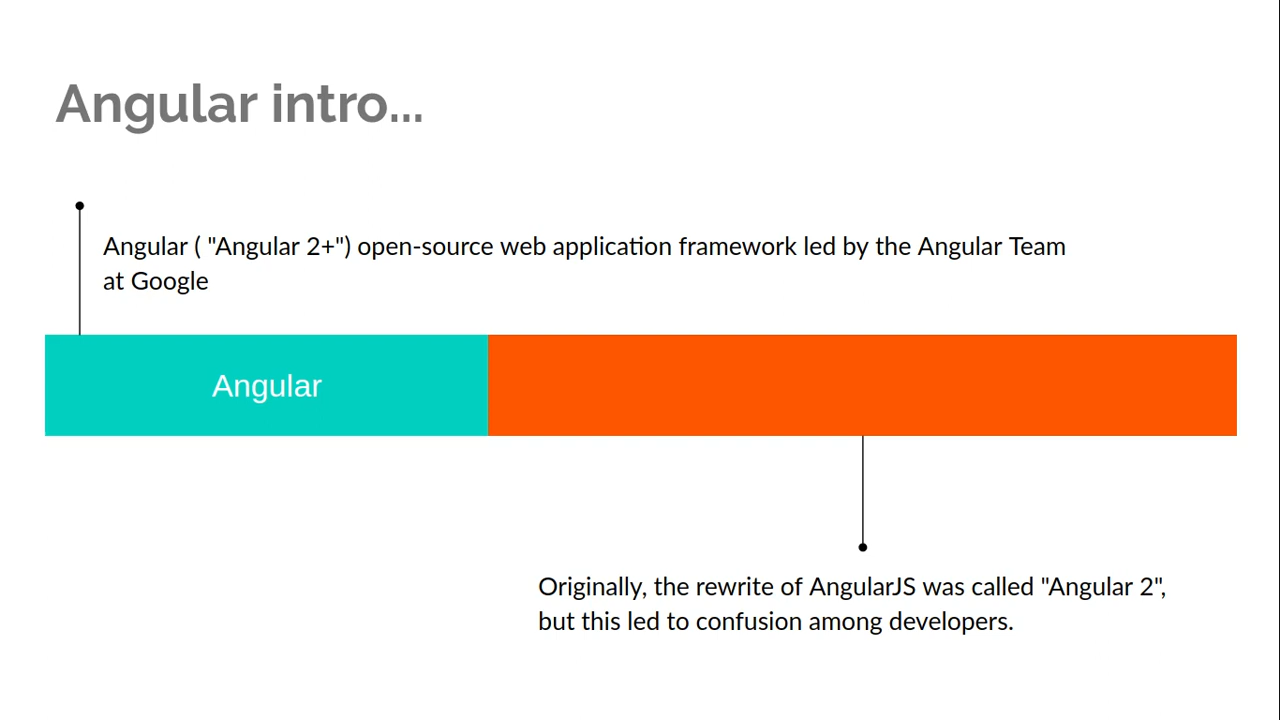 Angular intro...
Angular ( "Angular 2+") open-source web application framework led by the Angular Team
at Google
Angular
Originally, the rewrite of AngularJS was called "Angular 2",
but this led to confusion among developers.